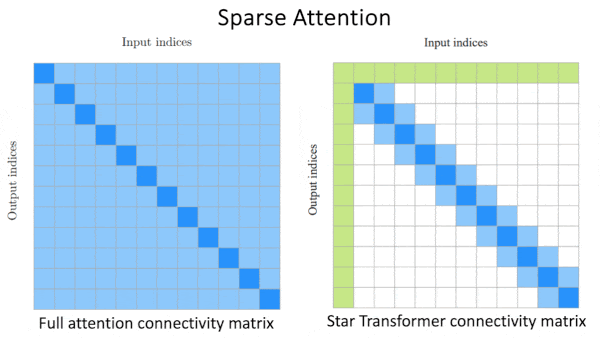 Sparse Attention
Input indices
Input indices
Output indices
Output indices
Full attention connectivity matrix
Star Transformer connectivity matrix